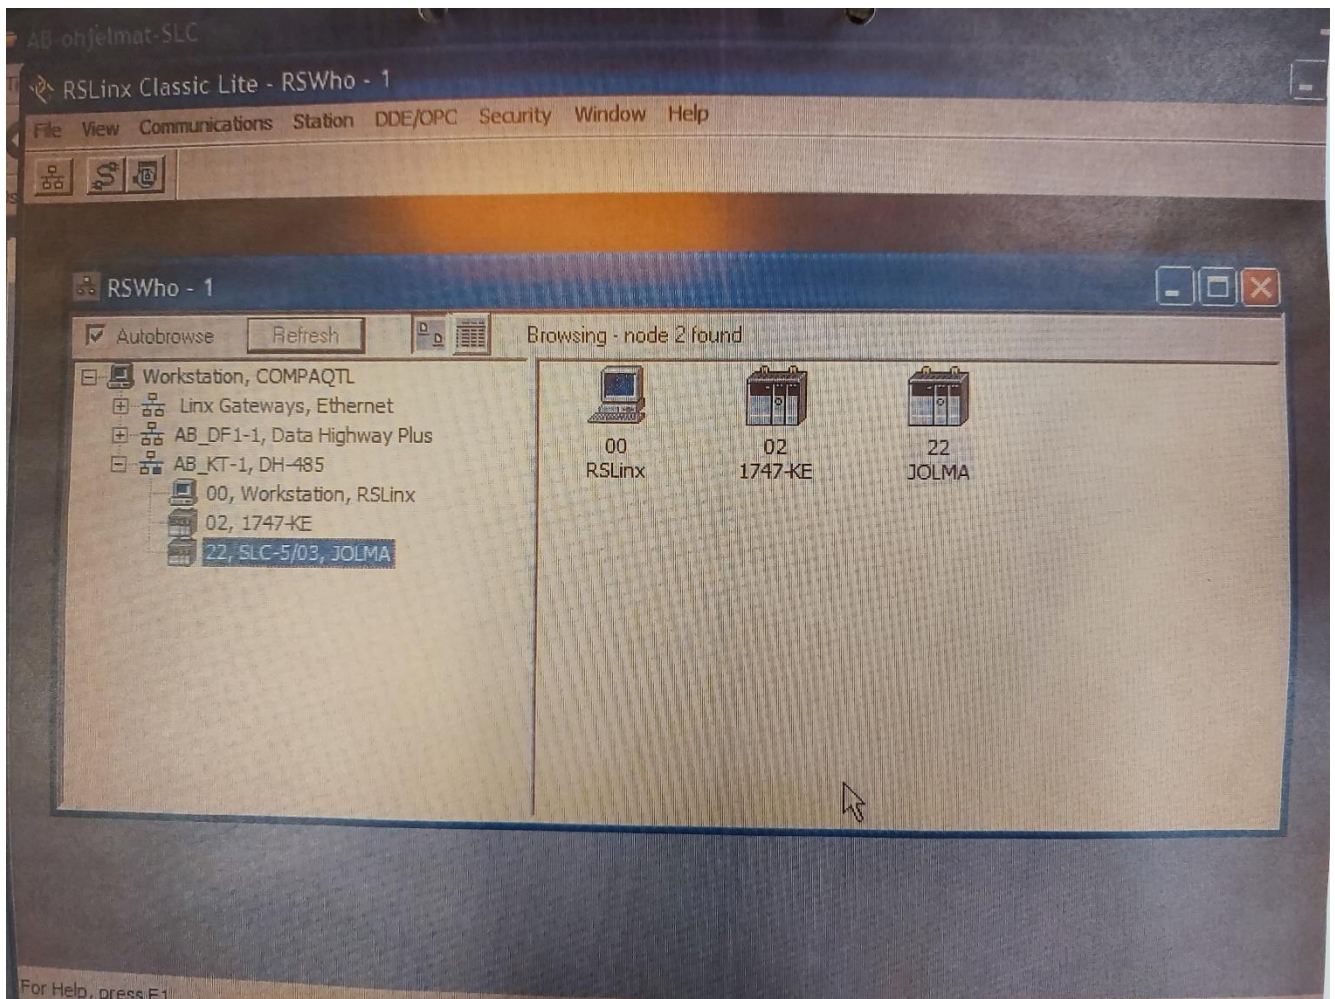 AB-ohjelmat-SLC
RSLinx Classic Lite - RSWho - 1
File View Communications Station DDE/OPC Security Window Help
RSWho - 1
Autobrowse Refresh Browsing - node 2 found
Workstation, COMPAQTL
Linx Gateways, Ethernet
AB_DF1-1, Data Highway Plus
AB_KT-1, DH-485
00, Workstation, RSLinx
02, 1747-KE
22, SLC-5/03, JOLMA
00
RSLinx
02
1747-KE
22
JOLMA
For Help, press F1